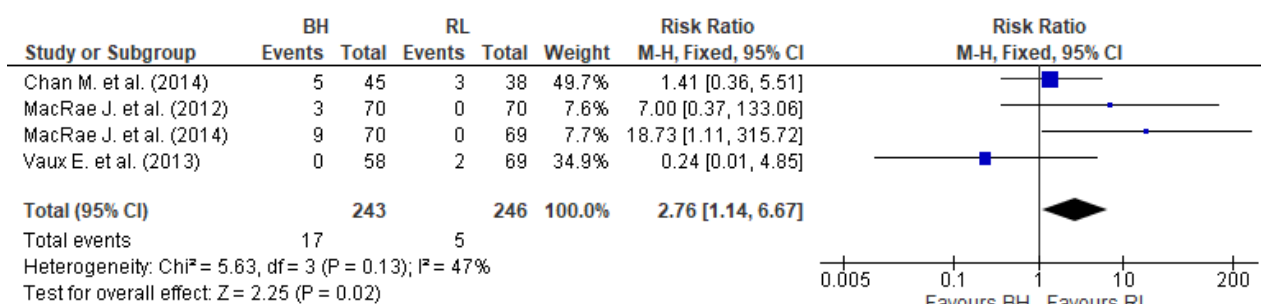 BH RL Risk Ratio Risk Ratio
Study or Subgroup Events Total Events Total Weight M-H, Fixed, 95% CI M-H, Fixed, 95% CI
Chan M. et al. (2014) 5 45 3 38 49.7% 1.41 [0.36, 5.51]
MacRae J. et al. (2012) 3 70 0 70 7.6% 7.00 [0.37, 133.06]
MacRae J. et al. (2014) 9 70 0 69 7.7% 18.73 [1.11, 315.72]
Vaux E. et al. (2013) 0 58 2 69 34.9% 0.24 [0.01, 4.85]
Total (95% CI) 243 246 100.0% 2.76 [1.14, 6.67]
Total events 17 5
Heterogeneity: Chi² = 5.63, df = 3 (P = 0.13); I² = 47%
Test for overall effect: Z = 2.25 (P = 0.02)
0.005 0.1 1 10 200
Favours BH Favours RL